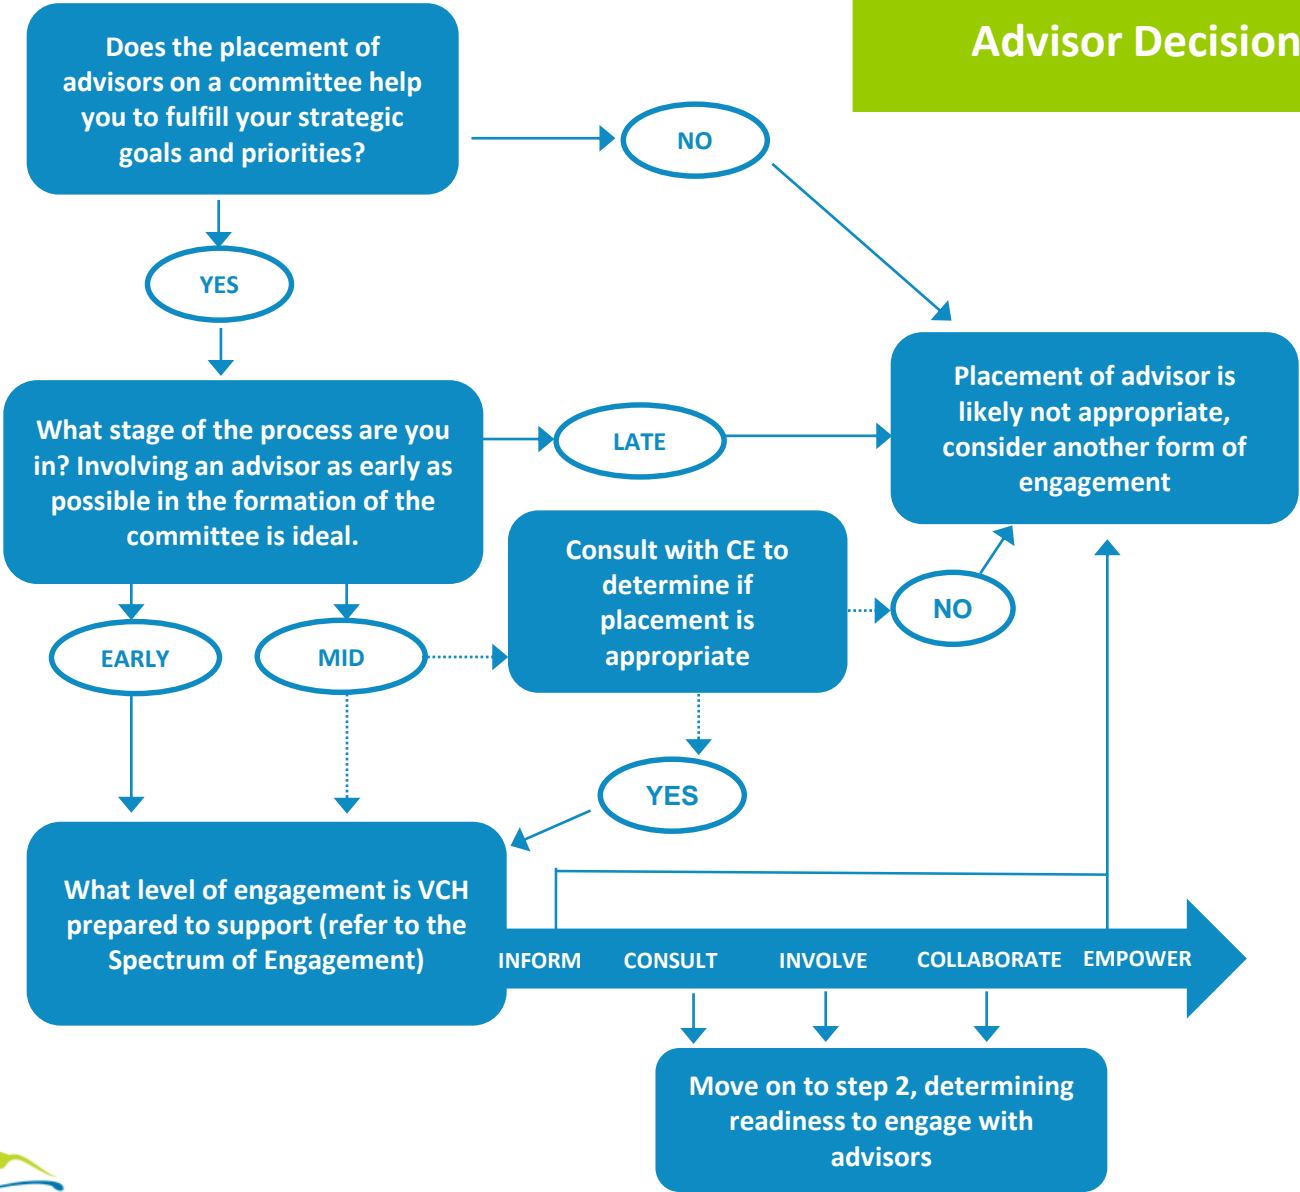 Advisor Decision
Does the placement of
advisors on a committee help
you to fulfill your strategic
goals and priorities?
NO
YES
What stage of the process are you
in? Involving an advisor as early as
possible in the formation of the
committee is ideal.
LATE
Placement of advisor is
likely not appropriate,
consider another form of
engagement
Consult with CE to
determine if
placement is
appropriate
NO
EARLY
MID
YES
What level of engagement is VCH
prepared to support (refer to the
Spectrum of Engagement)
INFORM CONSULT INVOLVE COLLABORATE EMPOWER
Move on to step 2, determining
readiness to engage with
advisors